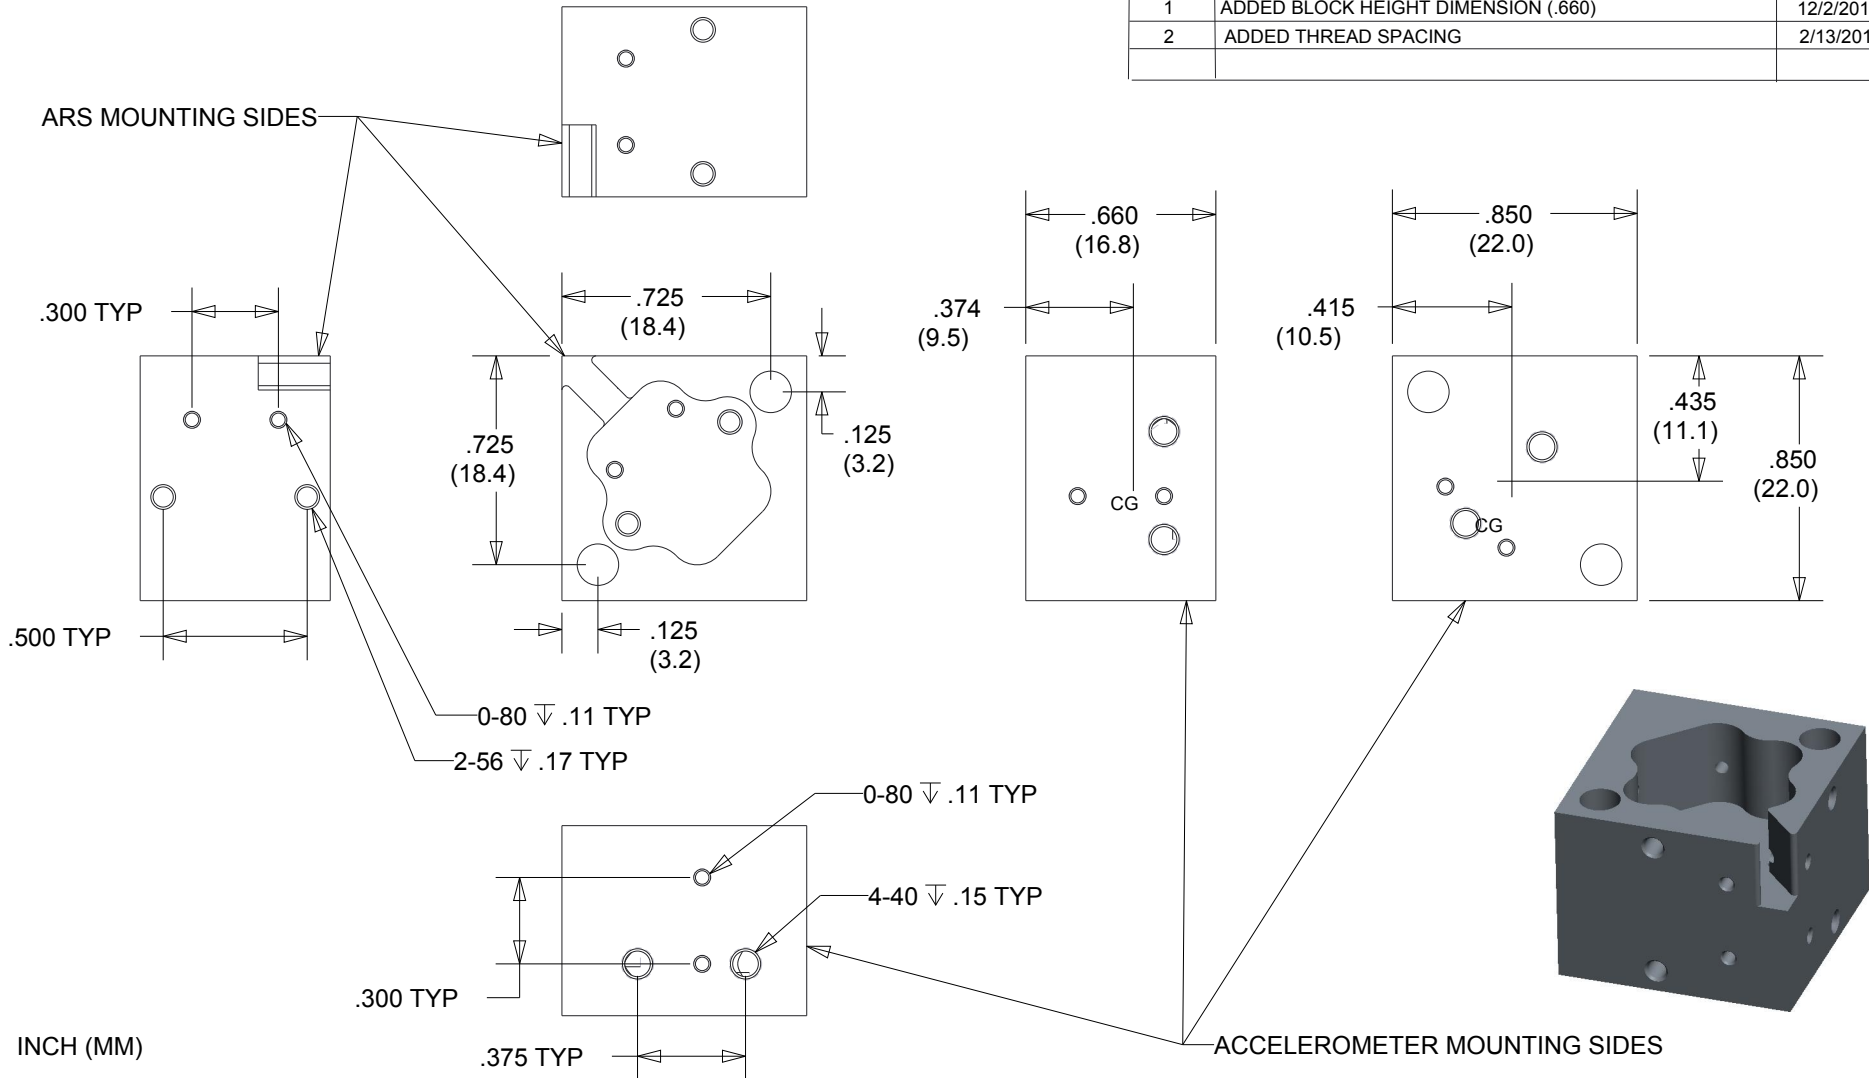 1 ADDED BLOCK HEIGHT DIMENSION (.660) 12/2/201
2 ADDED THREAD SPACING 2/13/201
ARS MOUNTING SIDES
.660
(16.8)
.850
(22.0)
.300 TYP
.725
(18.4)
.374
(9.5)
.415
(10.5)
.725
(18.4)
.125
(3.2)
.435
(11.1)
.850
(22.0)
CG
CG
.500 TYP
.125
(3.2)
0-80 ↧ .11 TYP
2-56 ↧ .17 TYP
0-80 ↧ .11 TYP
4-40 ↧ .15 TYP
.300 TYP
INCH (MM)
.375 TYP
ACCELEROMETER MOUNTING SIDES